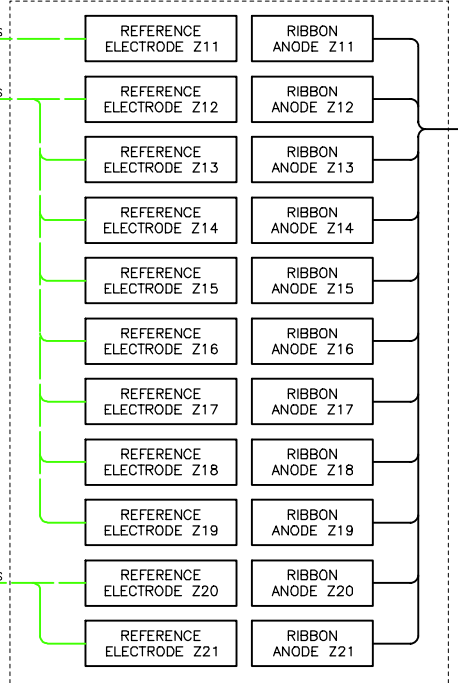 REFERENCE
ELECTRODE Z11
RIBBON
ANODE Z11
REFERENCE
ELECTRODE Z12
RIBBON
ANODE Z12
REFERENCE
ELECTRODE Z13
RIBBON
ANODE Z13
REFERENCE
ELECTRODE Z14
RIBBON
ANODE Z14
REFERENCE
ELECTRODE Z15
RIBBON
ANODE Z15
REFERENCE
ELECTRODE Z16
RIBBON
ANODE Z16
REFERENCE
ELECTRODE Z17
RIBBON
ANODE Z17
REFERENCE
ELECTRODE Z18
RIBBON
ANODE Z18
REFERENCE
ELECTRODE Z19
RIBBON
ANODE Z19
REFERENCE
ELECTRODE Z20
RIBBON
ANODE Z20
REFERENCE
ELECTRODE Z21
RIBBON
ANODE Z21